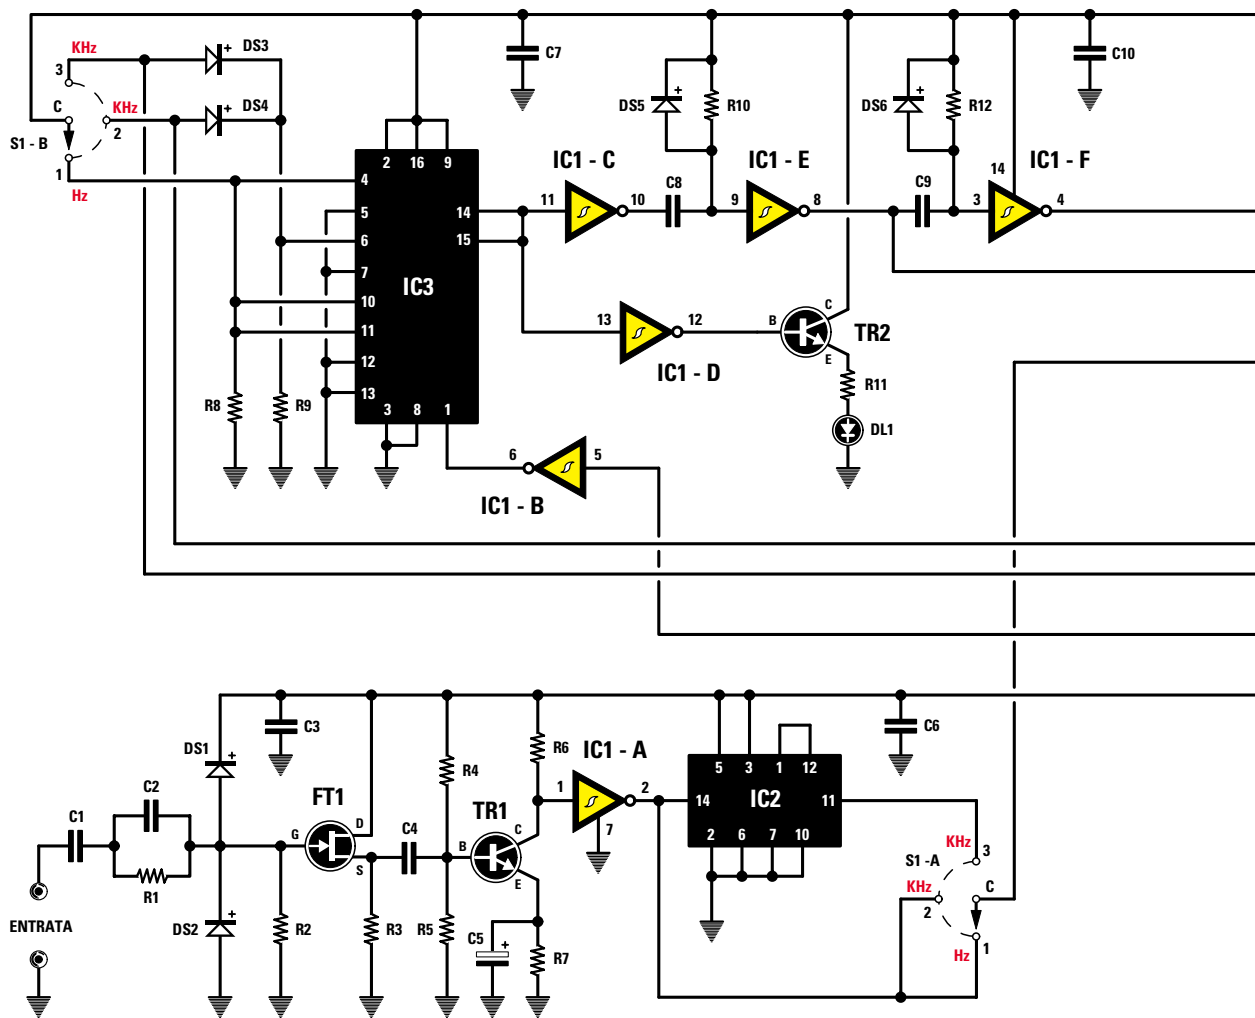 KHz
DS3
3
C
KHz
DS4
2
S1 - B
1
Hz
C7
DS5
R10
C10
DS6
R12
2 16 9
4
5
6
7
10
11
12
13
3 8 1
14
15
IC3
IC1 - C
11 10
C8
IC1 - E
9 8
C9
IC1 - F
14
3 4
13 12
IC1 - D
B
C
E
TR2
R11
DL1
R8
R9
6 5
IC1 - B
C3
DS1
C1
C2
R1
ENTRATA
DS2
R2
FT1
G
D
S
C4
R3
R4
R5
TR1
B
C
E
C5
R6
R7
IC1 - A
1 2
7
5 3 1 12
14 IC2 11
2 6 7 10
C6
S1 -A
KHz
3
KHz
2
C
Hz
1
+
+
+
+
+
+
+